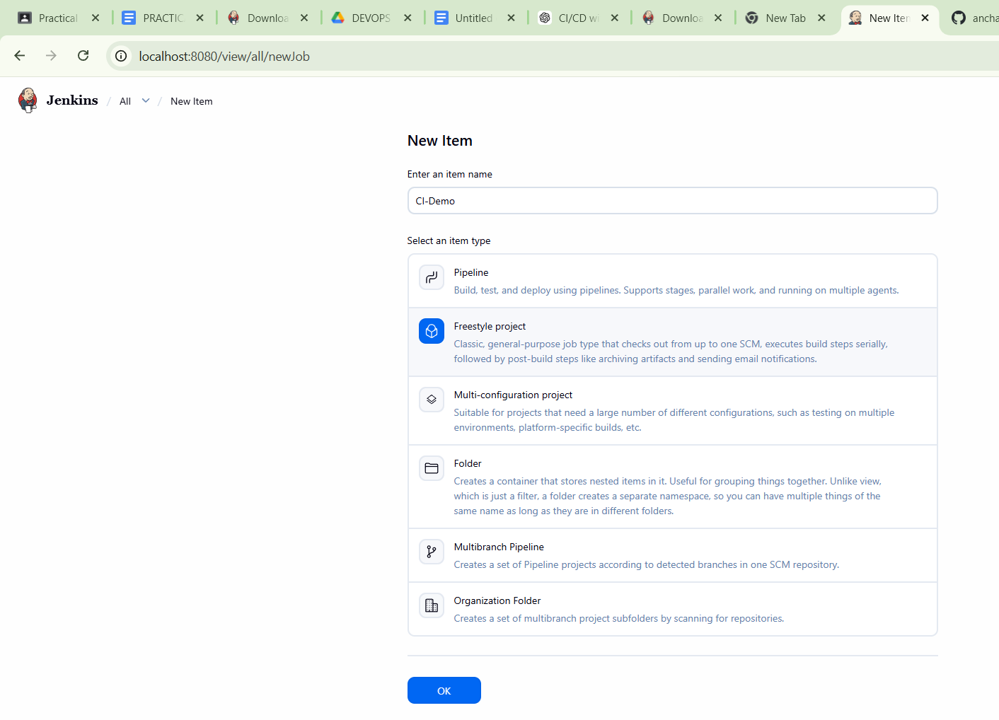 Practical
PRACTIC
Downloa
DEVOPS
Untitled
CI/CD wi
Downloa
New Tab
New Item
ancha
localhost:8080/view/all/newJob
Jenkins / All / New Item
New Item
Enter an item name
CI-Demo
Select an item type
Pipeline
Build, test, and deploy using pipelines. Supports stages, parallel work, and running on multiple agents.
Freestyle project
Classic, general-purpose job type that checks out from up to one SCM, executes build steps serially,
followed by post-build steps like archiving artifacts and sending email notifications.
Multi-configuration project
Suitable for projects that need a large number of different configurations, such as testing on multiple
environments, platform-specific builds, etc.
Folder
Creates a container that stores nested items in it. Useful for grouping things together. Unlike view,
which is just a filter, a folder creates a separate namespace, so you can have multiple things of the
same name as long as they are in different folders.
Multibranch Pipeline
Creates a set of Pipeline projects according to detected branches in one SCM repository.
Organization Folder
Creates a set of multibranch project subfolders by scanning for repositories.
OK